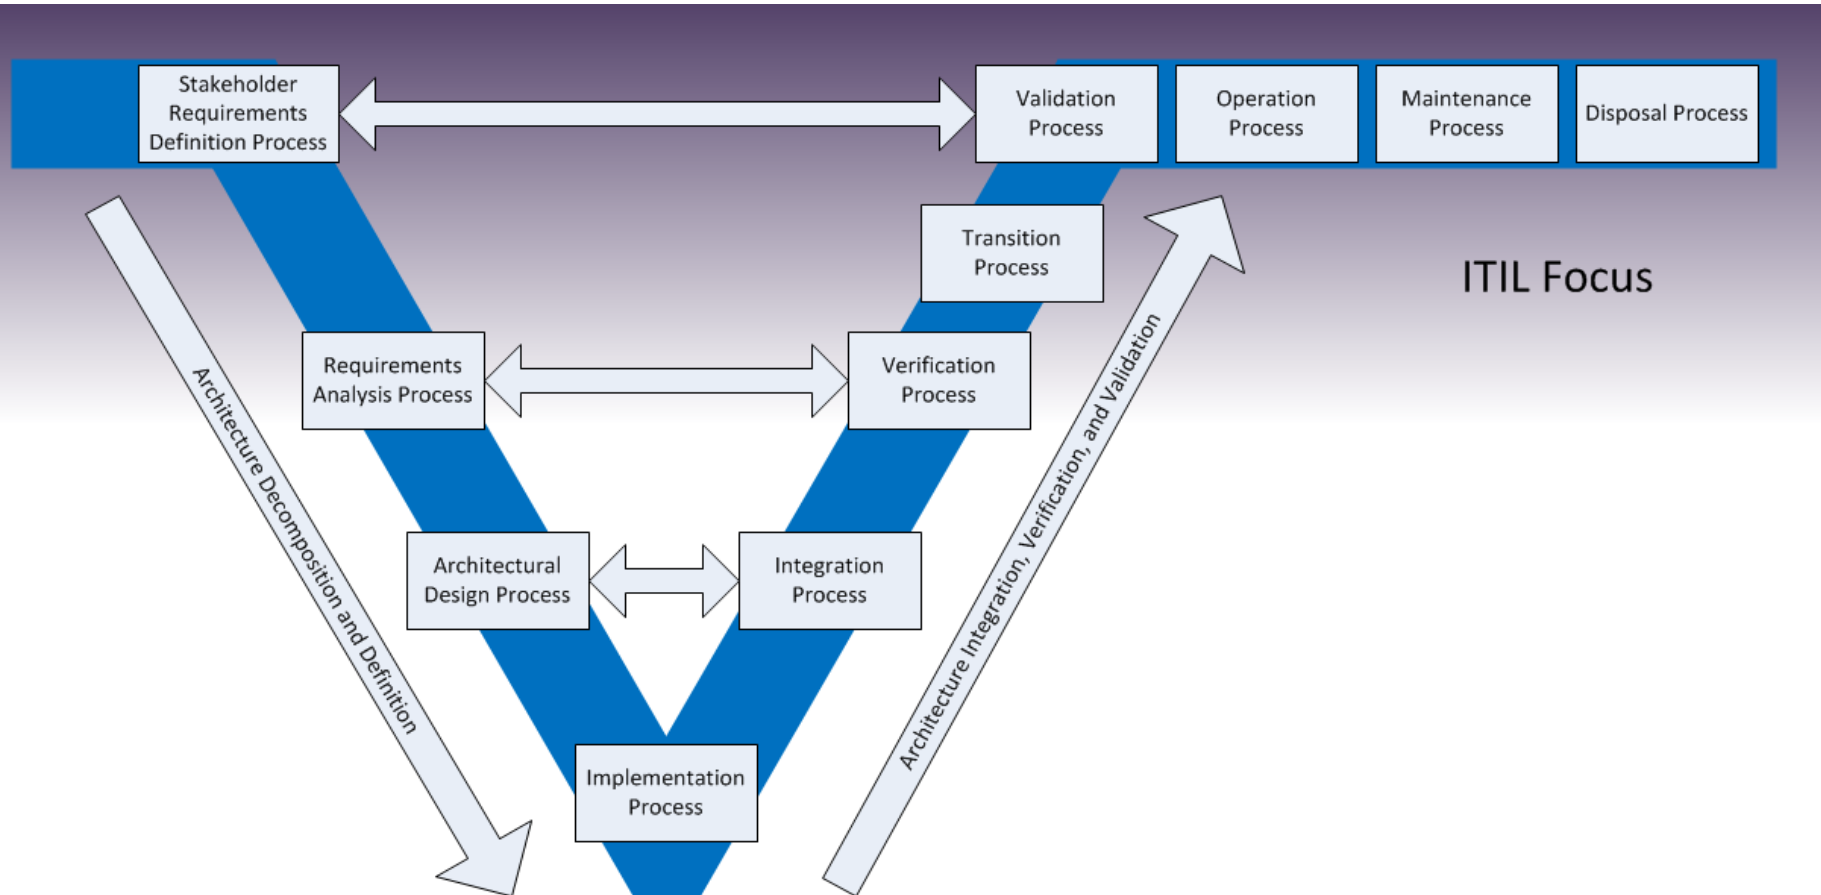 Stakeholder
Requirements
Definition Process
Validation
Process
Operation
Process
Maintenance
Process
Disposal Process
Transition
Process
ITIL Focus
Requirements
Analysis Process
Verification
Process
Architecture Decomposition and Definition
Architecture Integration, Verification, and Validation
Architectural
Design Process
Integration
Process
Implementation
Process